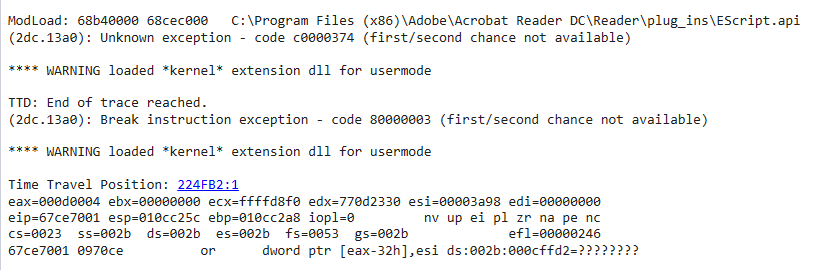 ModLoad: 68b40000 68cec000   C:\Program Files (x86)\Adobe\Acrobat Reader DC\Reader\plug_ins\EScript.api
(2dc.13a0): Unknown exception - code c0000374 (first/second chance not available)
**** WARNING loaded *kernel* extension dll for usermode
TTD: End of trace reached.
(2dc.13a0): Break instruction exception - code 80000003 (first/second chance not available)
**** WARNING loaded *kernel* extension dll for usermode
Time Travel Position: 224FB2:1
eax=000d0004 ebx=00000000 ecx=ffffd8f0 edx=770d2330 esi=00003a98 edi=00000000
eip=67ce7001 esp=010cc25c ebp=010cc2a8 iopl=0         nv up ei pl zr na pe nc
cs=0023  ss=002b  ds=002b  es=002b  fs=0053  gs=002b             efl=00000246
67ce7001 0970ce          or      dword ptr [eax-32h],esi ds:002b:000cffd2=????????